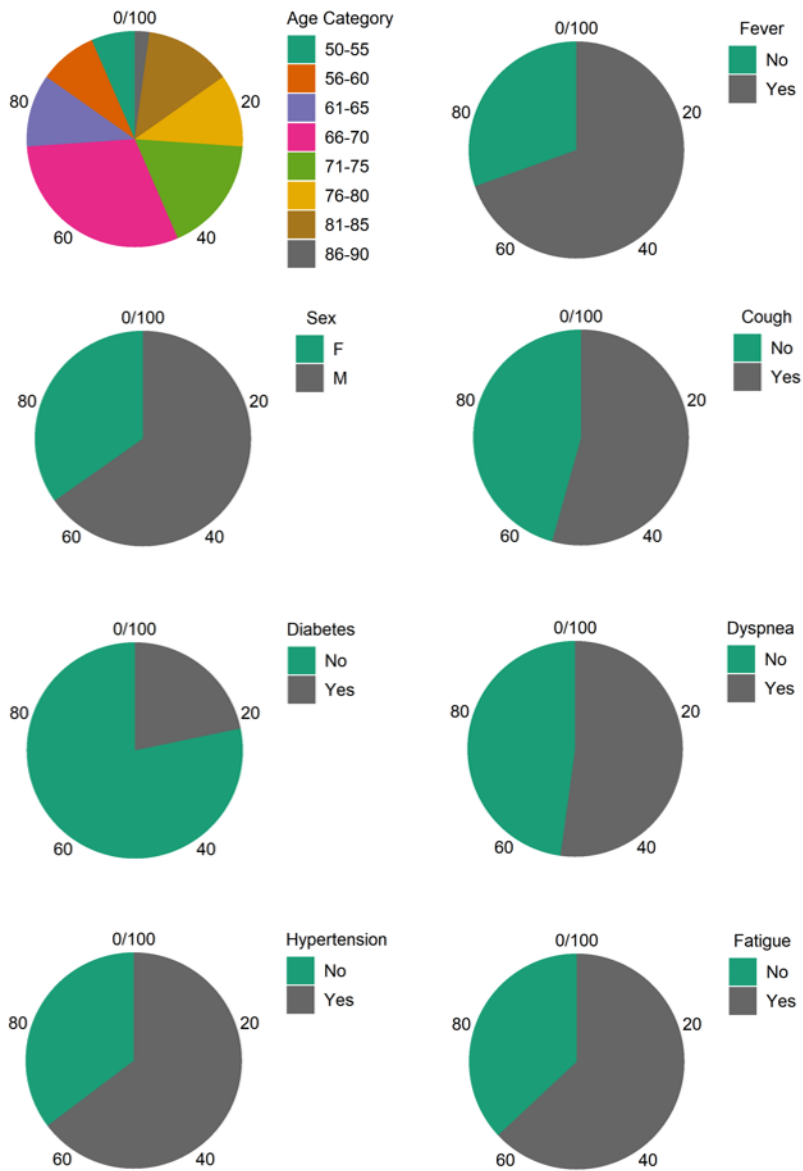 0/100
80
20
60
40
Age Category
50-55
56-60
61-65
66-70
71-75
76-80
81-85
86-90
0/100
80
20
60
40
Fever
No
Yes
0/100
80
20
60
40
Sex
F
M
0/100
80
20
60
40
Cough
No
Yes
0/100
80
20
60
40
Diabetes
No
Yes
0/100
80
20
60
40
Dyspnea
No
Yes
0/100
80
20
60
40
Hypertension
No
Yes
0/100
80
20
60
40
Fatigue
No
Yes